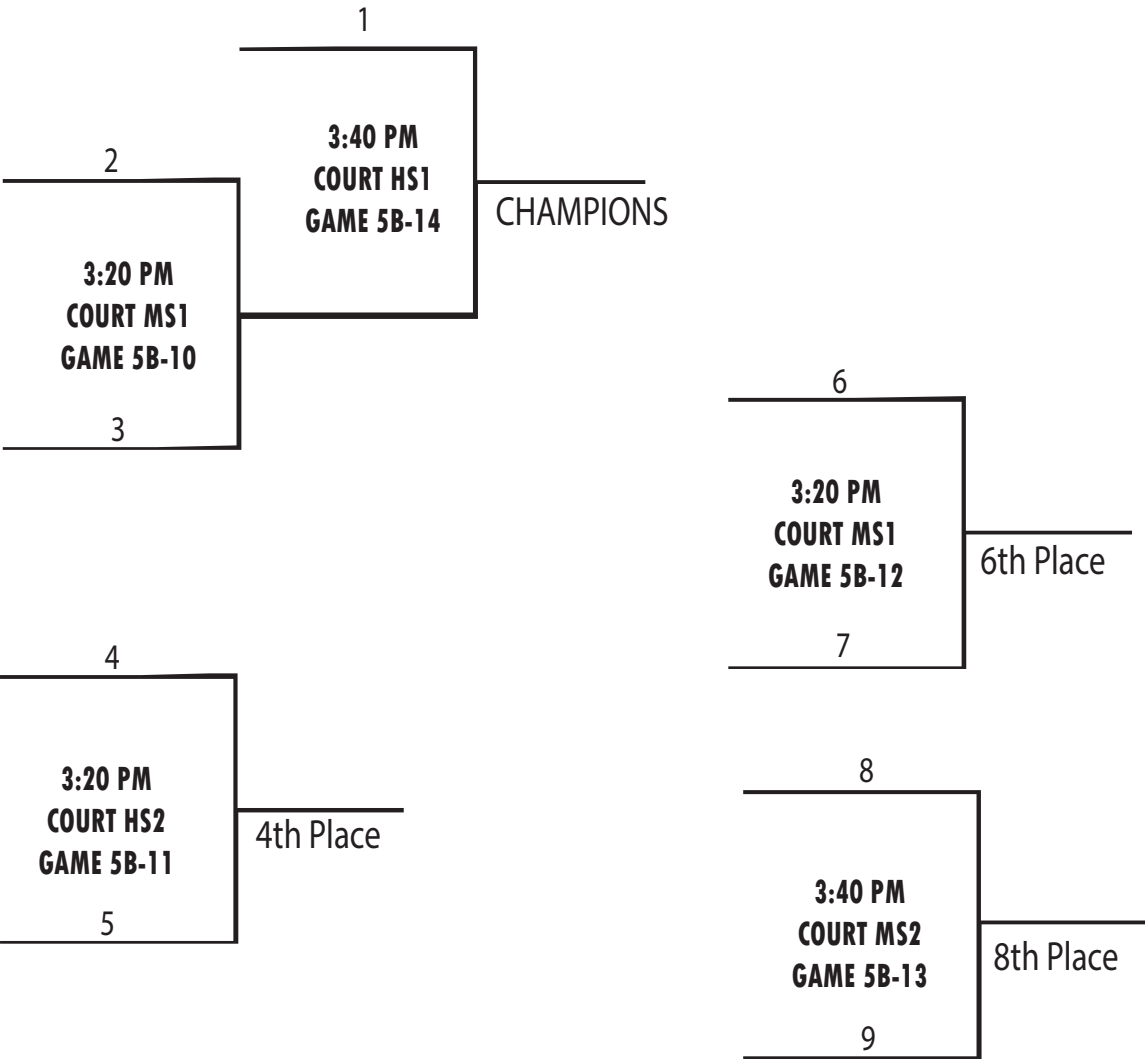 1
3:40 PM
COURT HS1
GAME 5B-14
CHAMPIONS
2
3:20 PM
COURT MS1
GAME 5B-10
3
6
3:20 PM
COURT MS1
GAME 5B-12
7
6th Place
4
3:20 PM
COURT HS2
GAME 5B-11
5
4th Place
8
3:40 PM
COURT MS2
GAME 5B-13
9
8th Place